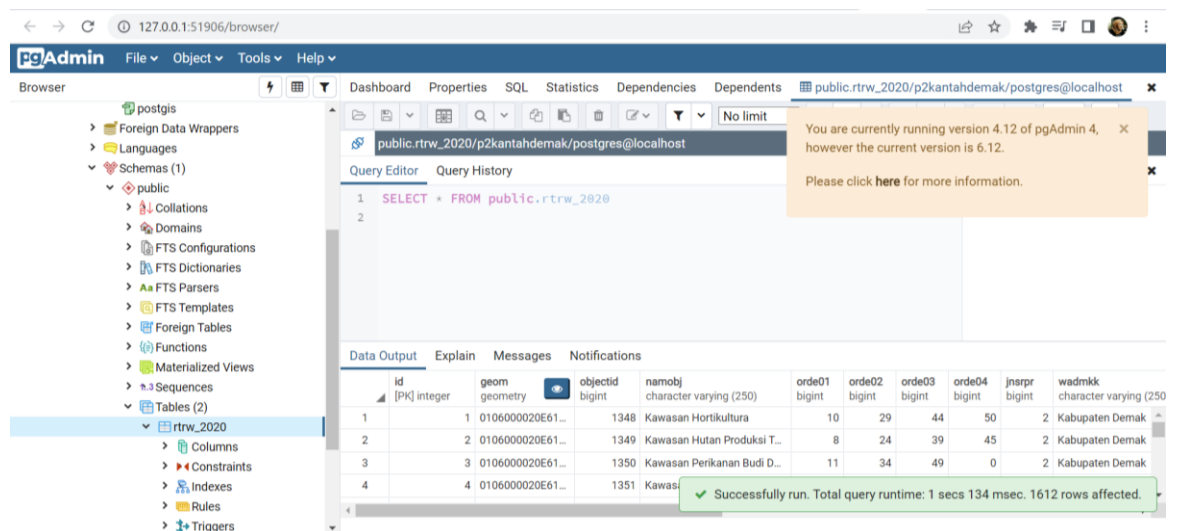 127.0.0.1:51906/browser/
pgAdmin File Object Tools Help
Browser
Dashboard Properties SQL Statistics Dependencies Dependents public.rtrw_2020/p2kantahdemak/postgres@localhost
postgis
Foreign Data Wrappers
Languages
Schemas (1)
public
Collations
Domains
FTS Configurations
FTS Dictionaries
FTS Parsers
FTS Templates
Foreign Tables
Functions
Materialized Views
Sequences
Tables (2)
rtrw_2020
Columns
Constraints
Indexes
Rules
Triggers
No limit
public.rtrw_2020/p2kantahdemak/postgres@localhost
Query Editor Query History
1 SELECT * FROM public.rtrw_2020
2
You are currently running version 4.12 of pgAdmin 4,
however the current version is 6.12.
Please click here for more information.
Data Output Explain Messages Notifications
id geom objectid namobj orde01 orde02 orde03 orde04 jnsrpr wadmkk
[PK] integer geometry bigint character varying (250) bigint bigint bigint bigint bigint character varying (250
1 1 0106000020E61... 1348 Kawasan Hortikultura 10 29 44 50 2 Kabupaten Demak
2 2 0106000020E61... 1349 Kawasan Hutan Produksi T... 8 24 39 45 2 Kabupaten Demak
3 3 0106000020E61... 1350 Kawasan Perikanan Budi D... 11 34 49 0 2 Kabupaten Demak
4 4 0106000020E61... 1351
Successfully run. Total query runtime: 1 secs 134 msec. 1612 rows affected.